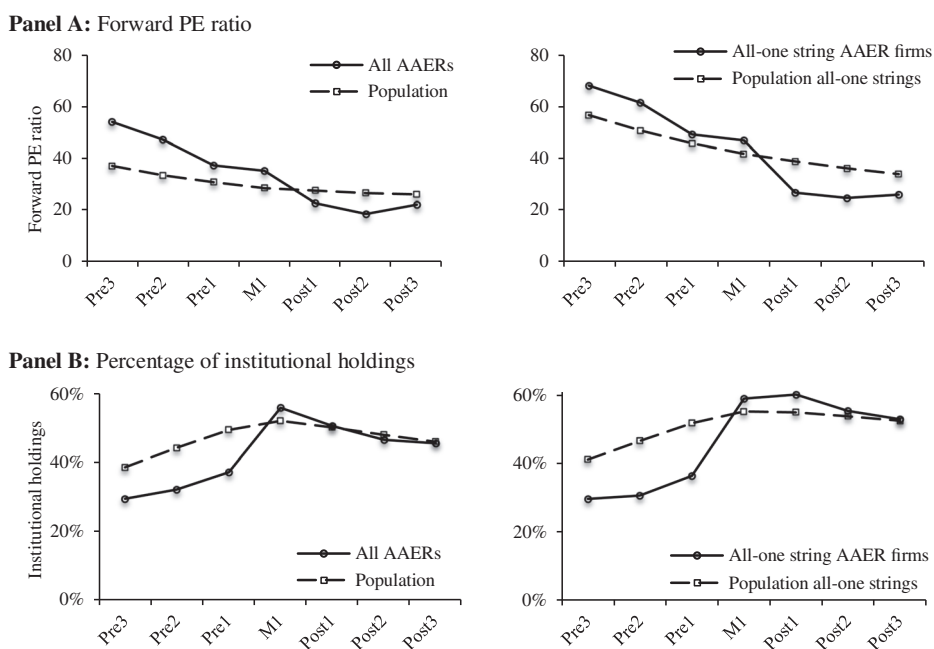 Panel A: Forward PE ratio
Forward PE ratio
80
60
40
20
0
All AAERs
Population
Pre3
Pre2
Pre1
M1
Post1
Post2
Post3
80
60
40
20
0
All-one string AAER firms
Population all-one strings
Pre3
Pre2
Pre1
M1
Post1
Post2
Post3
Panel B: Percentage of institutional holdings
Institutional holdings
60%
40%
20%
0%
All AAERs
Population
Pre3
Pre2
Pre1
M1
Post1
Post2
Post3
60%
40%
20%
0%
All-one string AAER firms
Population all-one strings
Pre3
Pre2
Pre1
M1
Post1
Post2
Post3